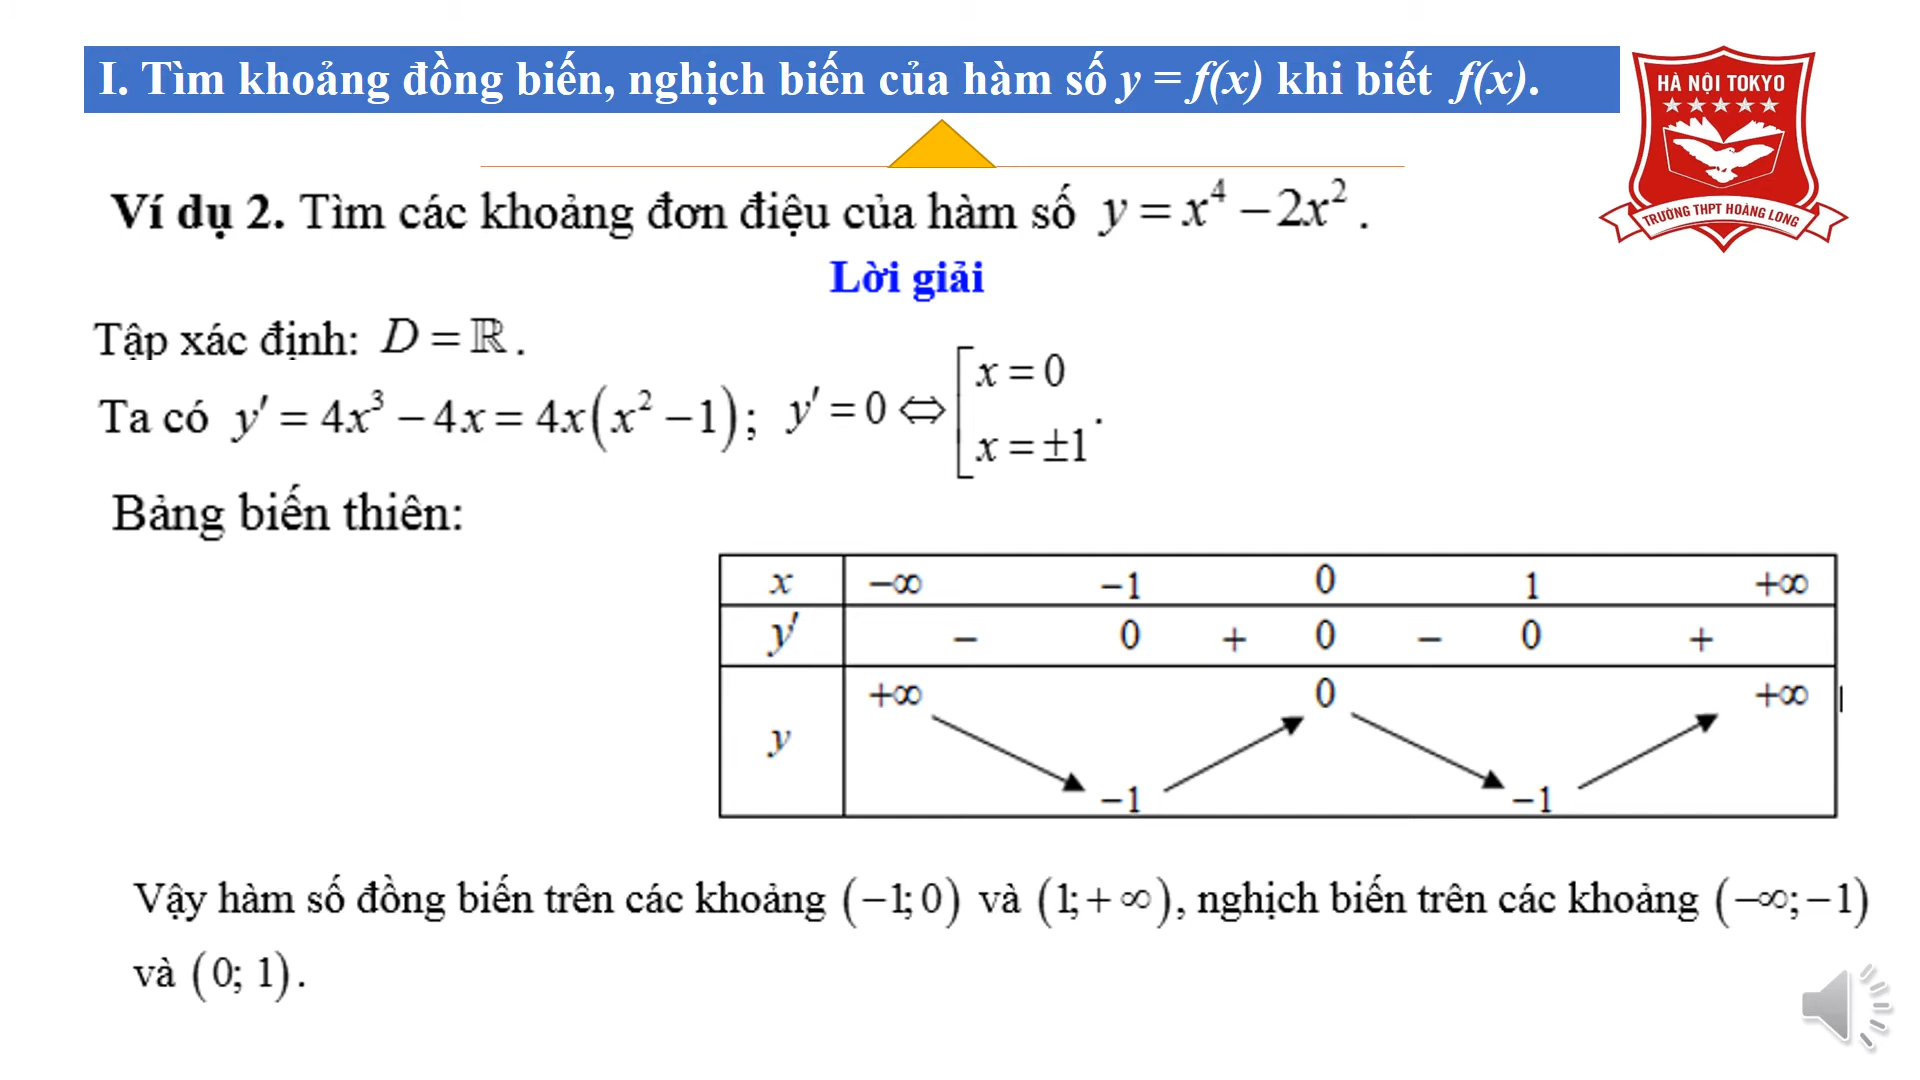 I. Tìm khoảng đồng biến, nghịch biến của hàm số y = f(x) khi biết f(x).
HÀ NỘI TOKYO
TRƯỜNG THPT HOÀNG LONG
Ví dụ 2. Tìm các khoảng đơn điệu của hàm số y = x⁴ − 2x².
Lời giải
Tập xác định: D = ℝ.
Ta có y′ = 4x³ − 4x = 4x(x² − 1); y′ = 0 ⇔ [ x = 0
x = ±1 .
Bảng biến thiên:
x −∞ −1 0 1 +∞
y′ − 0 + 0 − 0 +
+∞ 0 +∞
y
−1 −1
Vậy hàm số đồng biến trên các khoảng (−1; 0) và (1; + ∞), nghịch biến trên các khoảng (−∞; −1)
và (0; 1).